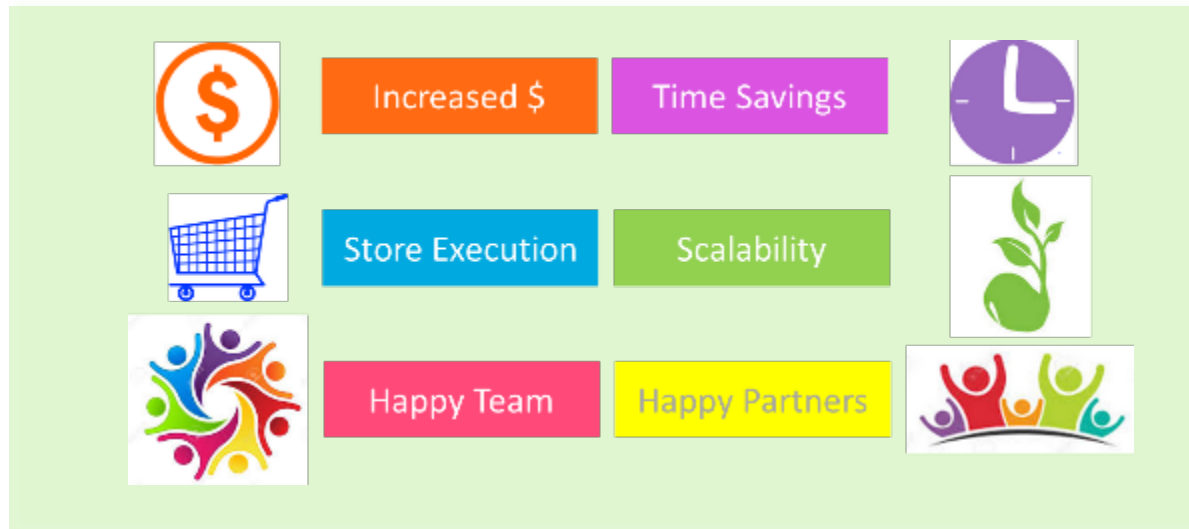 $
Increased $
Time Savings
Store Execution
Scalability
Happy Team
Happy Partners